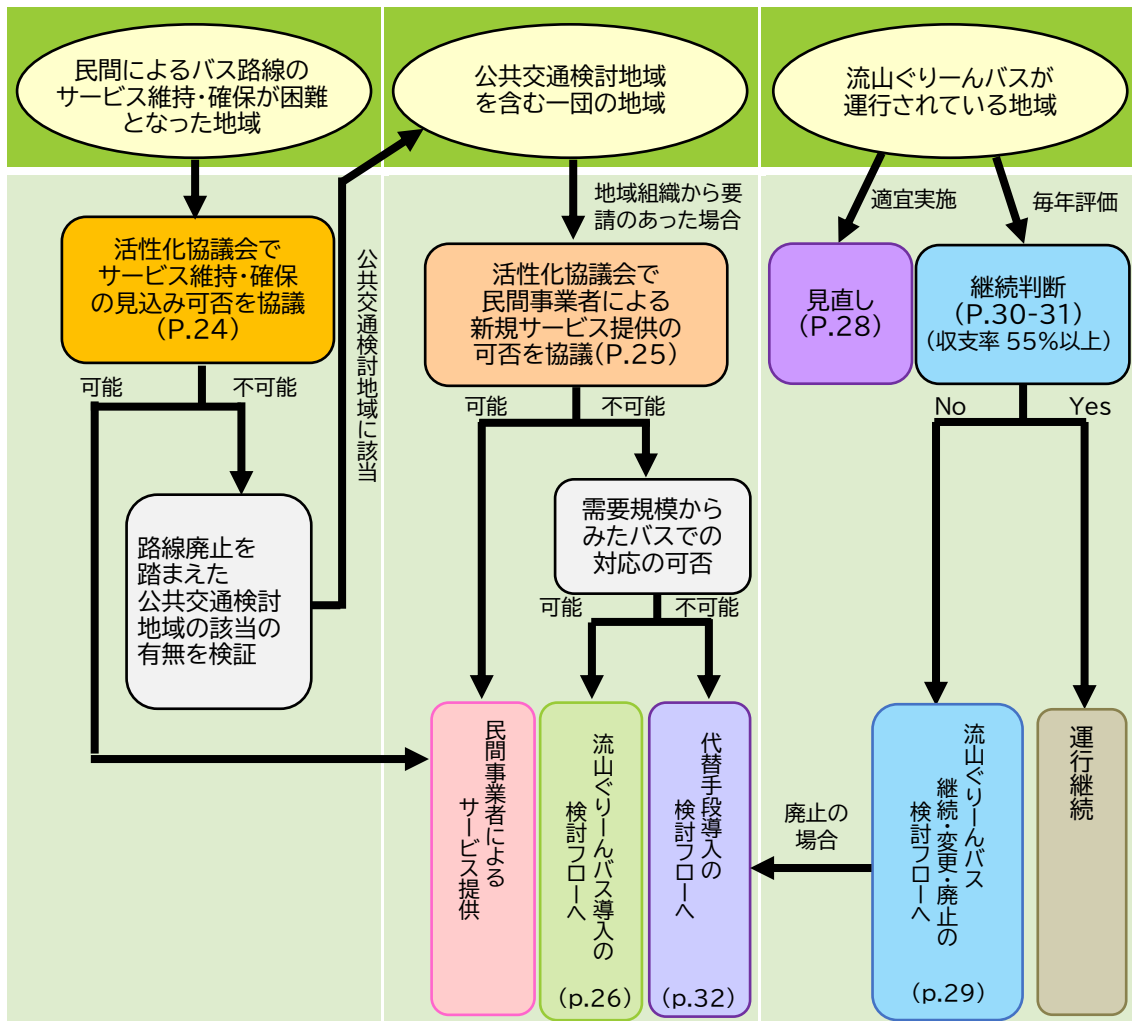 民間によるバス路線の
サービス維持・確保が困難
となった地域
公共交通検討地域
を含む一団の地域
流山ぐりーんバスが
運行されている地域
活性化協議会で
サービス維持・確保
の見込み可否を協議
(P.24)
可能
不可能
路線廃止を
踏まえた
公共交通検討
地域の該当の
有無を検証
公共交通検討地域に該当
地域組織から要
請のあった場合
活性化協議会で
民間事業者による
新規サービス提供の
可否を協議(P.25)
可能
不可能
需要規模から
みたバスでの
対応の可否
可能
不可能
民間事業者による
サービス提供
流山ぐりーんバス導入の
検討フローへ
(p.26)
代替手段導入の
検討フローへ
(p.32)
適宜実施
毎年評価
見直し
(P.28)
継続判断
(P.30-31)
(収支率 55%以上)
No
Yes
廃止の
場合
流山ぐりーんバス
継続・変更・廃止の
検討フローへ
(p.29)
運行継続